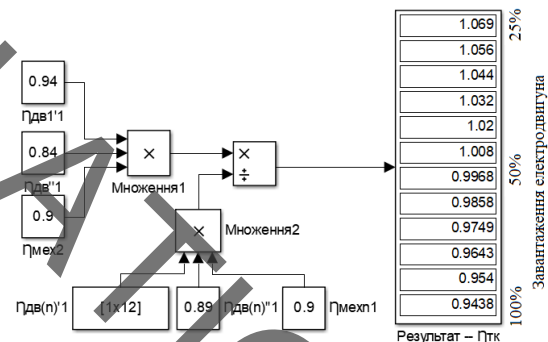 1.069
1.056
1.044
1.032
1.02
1.008
0.9968
0.9858
0.9749
0.9643
0.954
0.9438
25%
50%
100%
Завантаження електродвигуна
0.94
ηдв1'1
0.84
ηдв''1
0.9
ηмех2
×
Множення1
×
÷
×
Множення2
ηдв(n)'1
[1x12]
0.89
ηдв(n)''1
0.9
ηмехn1
Результат – ηтк